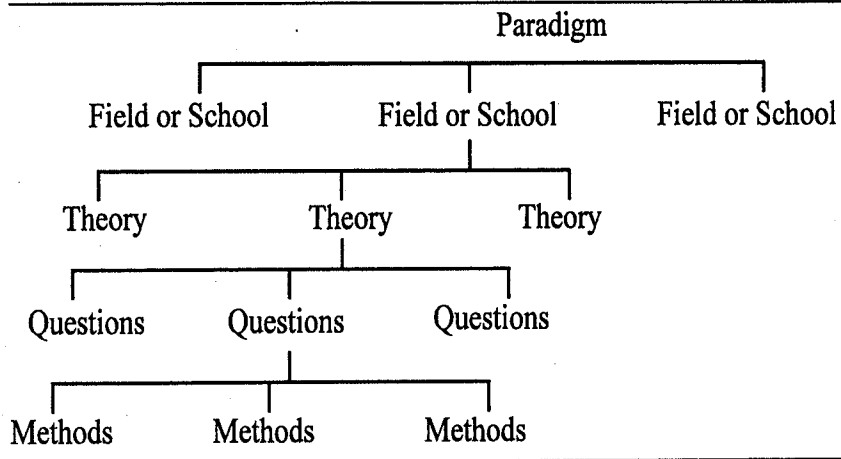 Paradigm
Field or School Field or School Field or School
Theory Theory Theory
Questions Questions Questions
Methods Methods Methods